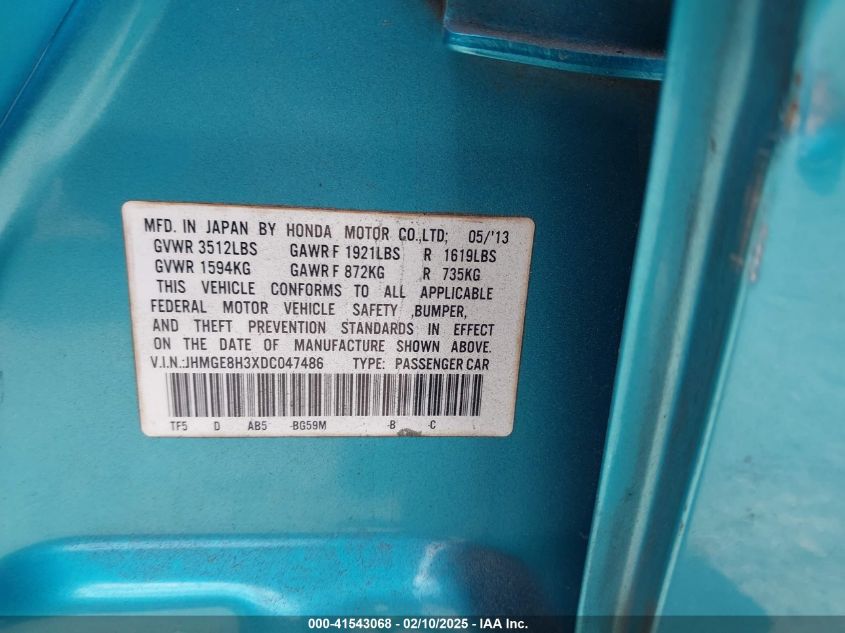 MFD. IN JAPAN BY HONDA MOTOR CO.,LTD; 05/'13
GVWR 3512LBS GAWR F 1921LBS R 1619LBS
GVWR 1594KG GAWR F 872KG R 735KG
THIS VEHICLE CONFORMS TO ALL APPLICABLE
FEDERAL MOTOR VEHICLE SAFETY ,BUMPER,
AND THEFT PREVENTION STANDARDS IN EFFECT
ON THE DATE OF MANUFACTURE SHOWN ABOVE.
V.I.N.:JHMGE8H3XDC047486 TYPE: PASSENGER CAR
TF5 D AB5 -BG59M -B -C
000-41543068 - 02/10/2025 - IAA Inc.